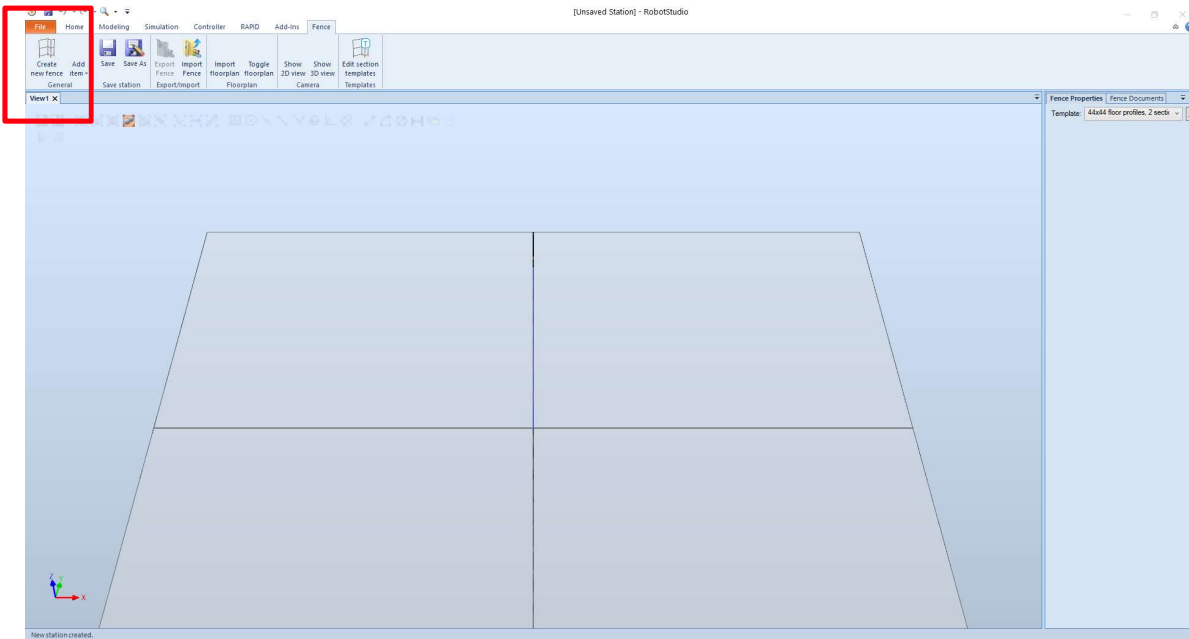 [Unsaved Station] - RobotStudio
File Home Modeling Simulation Controller RAPID Add-Ins Fence
Create new fence
Add item
General
Save Save As
Save station
Export Fence
Import Fence
Export/Import
Import floorplan
Toggle floorplan
Floorplan
Show 2D view
Show 3D view
Camera
Edit section templates
Templates
View1 X
Fence Properties Fence Documents
Template: 44x44 floor profiles, 2 secti
Z
y
X
New station created.